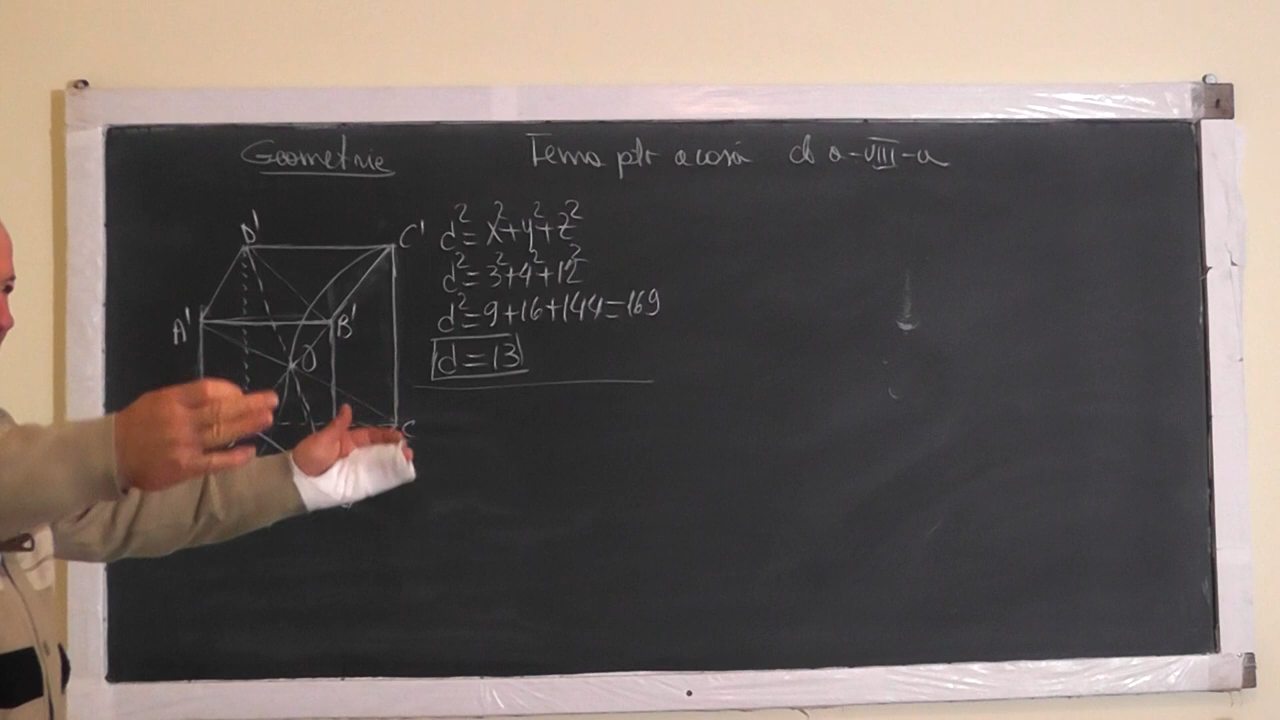 Geometrie
Tema ptr acasă cls a-VIII-a
D'
C'
A'
B'
O
C
d²=x²+y²+z²
d²=3²+4²+12²
d²=9+16+144=169
d=13